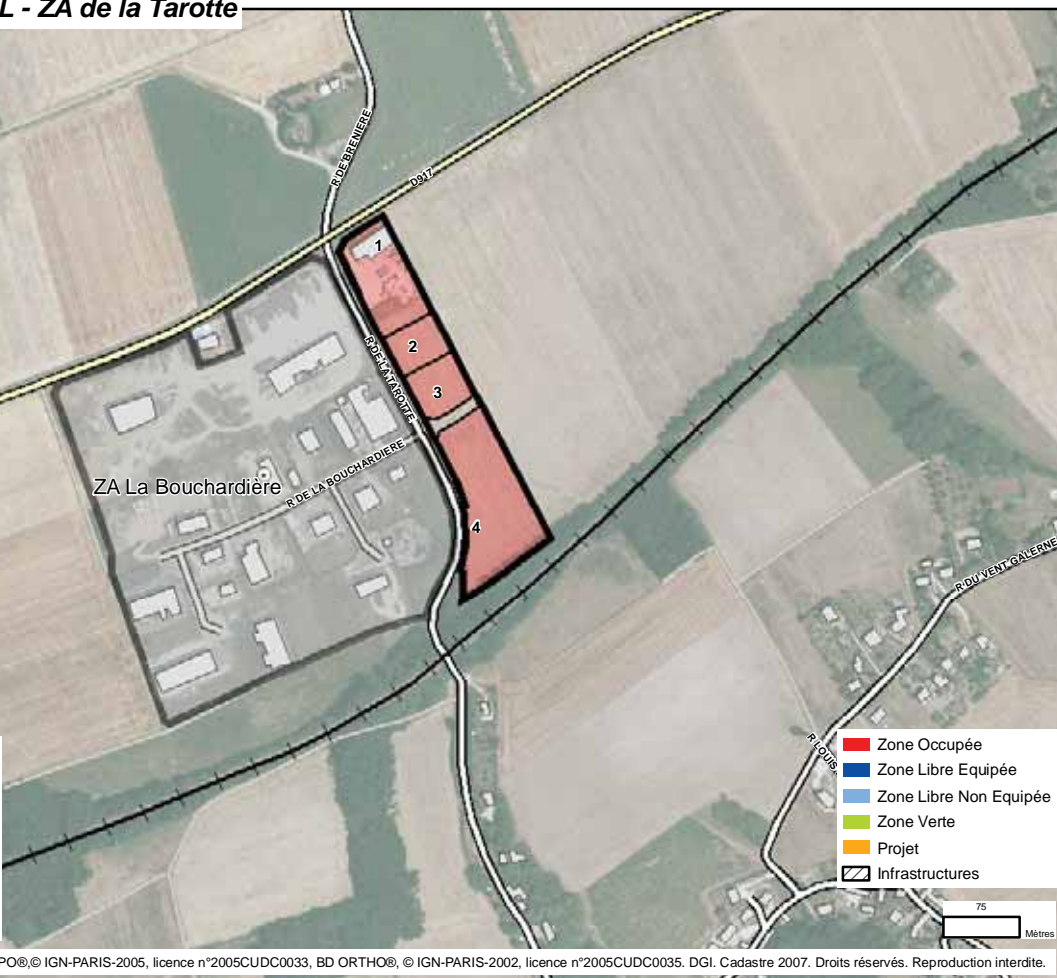 L - ZA de la Tarotte
R DE BRENIERE
D917
1
2
3
4
R DE LA TAROTTE
R DE LA BOUCHARDIERE
ZA La Bouchardière
R DU VENT GALERNE
R LOUIS
Zone Occupée
Zone Libre Equipée
Zone Libre Non Equipée
Zone Verte
Projet
Infrastructures
75
Mètres
PO®,© IGN-PARIS-2005, licence n°2005CUDC0033, BD ORTHO®, © IGN-PARIS-2002, licence n°2005CUDC0035. DGI. Cadastre 2007. Droits réservés. Reproduction interdite.